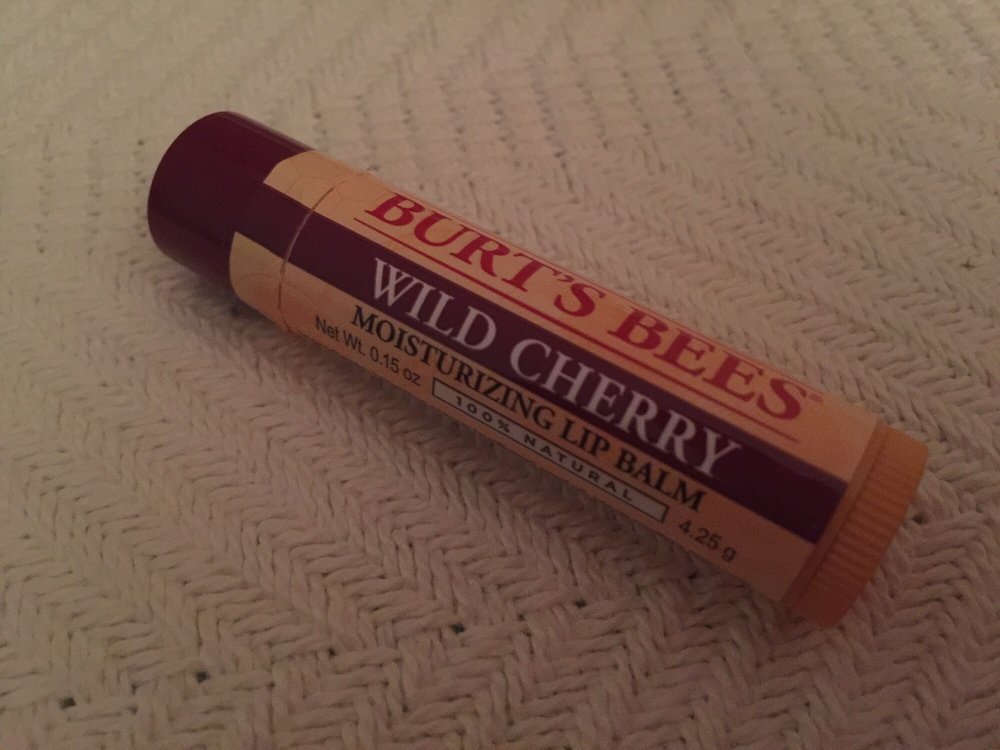 BURT'S BEES®
WILD CHERRY
MOISTURIZING LIP BALM
Net Wt. 0.15 oz 100% NATURAL 4.25 g